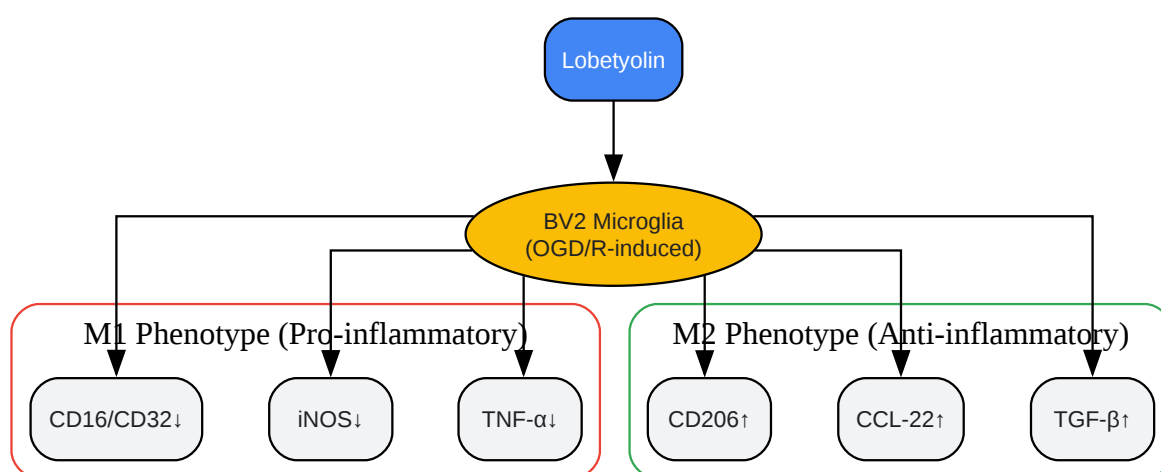 Lobetyolin
BV2 Microglia
(OGD/R-induced)
M1 Phenotype (Pro-inflammatory)
M2 Phenotype (Anti-inflammatory)
CD16/CD32↓
iNOS↓
TNF-α↓
CD206↑
CCL-22↑
TGF-β↑